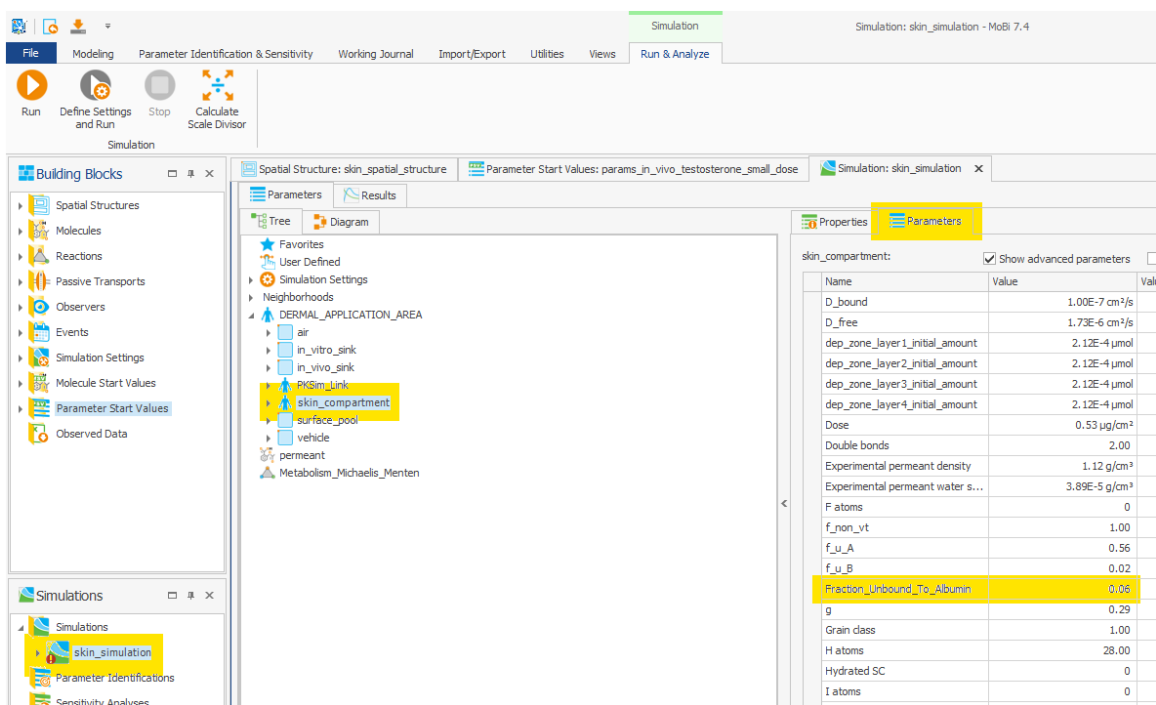 Simulation
Simulation: skin_simulation - MoBi 7.4
File
Modeling
Parameter Identification & Sensitivity
Working Journal
Import/Export
Utilities
Views
Run & Analyze
Run
Define Settings and Run
Stop
Calculate Scale Divisor
Simulation
Building Blocks
Spatial Structures
Molecules
Reactions
Passive Transports
Observers
Events
Simulation Settings
Molecule Start Values
Parameter Start Values
Observed Data
Simulations
Simulations
skin_simulation
Parameter Identifications
Sensitivity Analyses
Spatial Structure: skin_spatial_structure
Parameter Start Values: params_in_vivo_testosterone_small_dose
Simulation: skin_simulation
Parameters
Results
Tree
Diagram
Favorites
User Defined
Simulation Settings
Neighborhoods
DERMAL_APPLICATION_AREA
air
in_vitro_sink
in_vivo_sink
PKSim_Link
skin_compartment
surface_pool
vehicle
permeant
Metabolism_Michaelis_Menten
Properties
Parameters
skin_compartment:
Show advanced parameters
Name Value Valu
D_bound 1.00E-7 cm²/s
D_free 1.73E-6 cm²/s
dep_zone_layer1_initial_amount 2.12E-4 µmol
dep_zone_layer2_initial_amount 2.12E-4 µmol
dep_zone_layer3_initial_amount 2.12E-4 µmol
dep_zone_layer4_initial_amount 2.12E-4 µmol
Dose 0.53 µg/cm²
Double bonds 2.00
Experimental permeant density 1.12 g/cm³
Experimental permeant water s... 3.89E-5 g/cm³
F atoms 0
f_non_vt 1.00
f_u_A 0.56
f_u_B 0.02
Fraction_Unbound_To_Albumin 0.06
g 0.29
Grain class 1.00
H atoms 28.00
Hydrated SC 0
I atoms 0